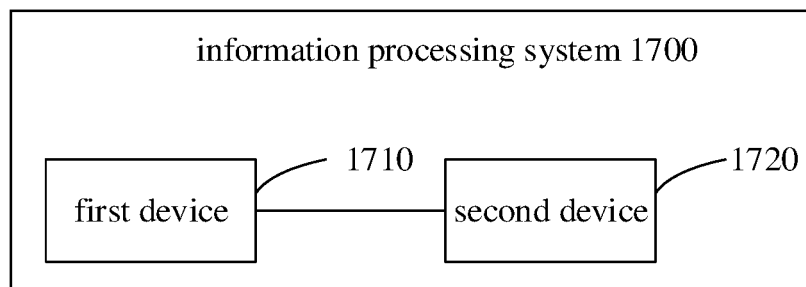 information processing system 1700
1710
1720
first device
second device